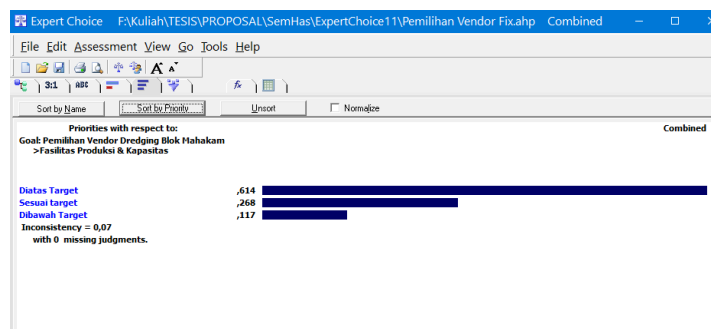 Expert Choice F:\Kuliah\TESIS\PROPOSAL\SemHas\ExpertChoice11\Pemilihan Vendor Fix.ahp Combined
File Edit Assessment View Go Tools Help
A A
3:1 ABC fx
Sort by Name Sort by Priority Unsort Normalize
Priorities with respect to: Combined
Goal: Pemilihan Vendor Dredging Blok Mahakam
>Fasilitas Produksi & Kapasitas
Diatas Target ,614
Sesuai target ,268
Dibawah Target ,117
Inconsistency = 0,07
with 0 missing judgments.